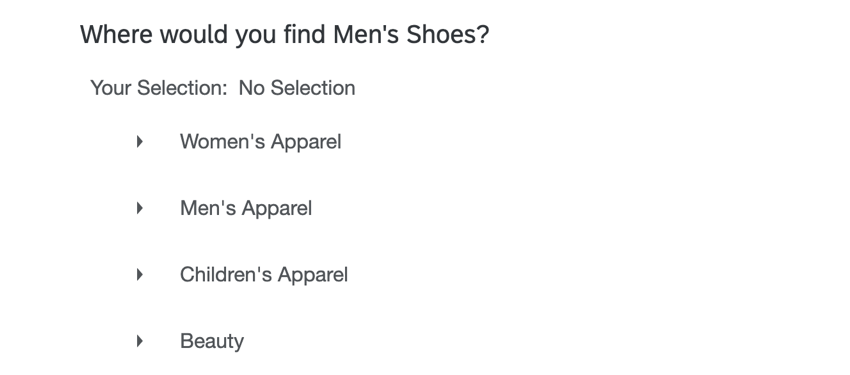 Where would you find Men's Shoes?
Your Selection: No Selection
Women's Apparel
Men's Apparel
Children's Apparel
Beauty